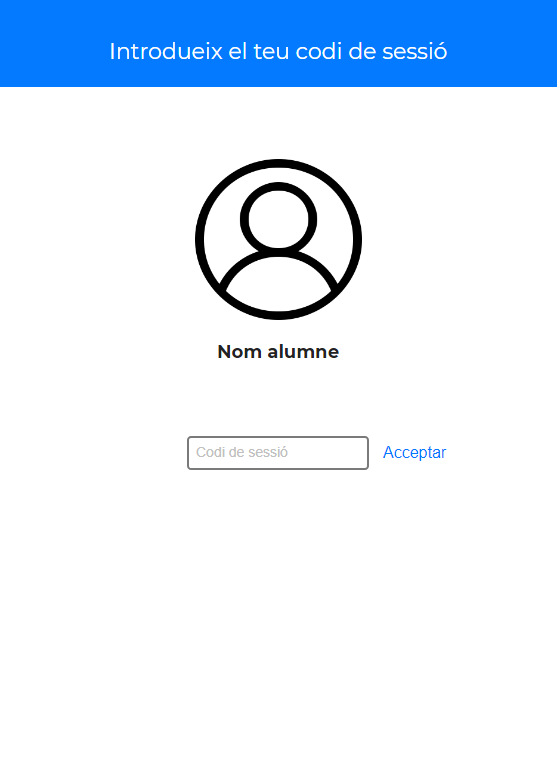 Introdueix el teu codi de sessió
Nom alumne
Codi de sessió Acceptar